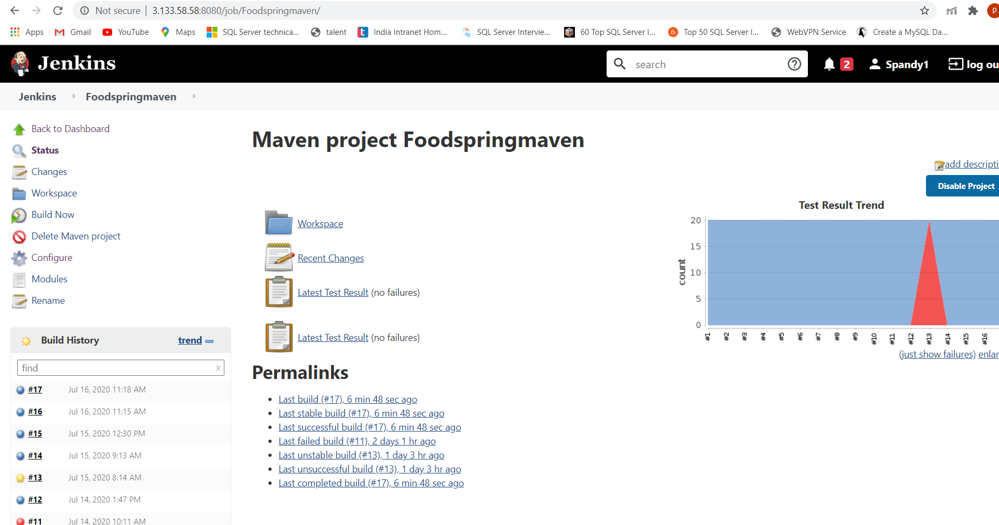 Not secure | 3.133.58.58:8080/job/Foodspringmaven/
p
Apps Gmail YouTube Maps SQL Server technica... talent India Intranet Hom... SQL Server Intervie... 60 Top SQL Server I... Top 50 SQL Server I... WebVPN Service Create a MySQL Da...
Jenkins search 2 Spandy1 log ou
Jenkins Foodspringmaven
Back to Dashboard
Status
Changes
Workspace
Build Now
Delete Maven project
Configure
Modules
Rename
Build History trend
find x
#17 Jul 16, 2020 11:18 AM
#16 Jul 16, 2020 11:15 AM
#15 Jul 15, 2020 12:30 PM
#14 Jul 15, 2020 9:13 AM
#13 Jul 15, 2020 8:14 AM
#12 Jul 14, 2020 1:47 PM
#11 Jul 14, 2020 10:11 AM
Maven project Foodspringmaven
add descripti
Disable Project
Workspace
Recent Changes
Latest Test Result (no failures)
Latest Test Result (no failures)
Test Result Trend
20
15
10
5
0
count
#1 #2 #3 #4 #5 #6 #7 #8 #9 #10 #11 #12 #13 #14 #15 #16
(just show failures) enlar
Permalinks
Last build (#17), 6 min 48 sec ago
Last stable build (#17), 6 min 48 sec ago
Last successful build (#17), 6 min 48 sec ago
Last failed build (#11), 2 days 1 hr ago
Last unstable build (#13), 1 day 3 hr ago
Last unsuccessful build (#13), 1 day 3 hr ago
Last completed build (#17), 6 min 48 sec ago